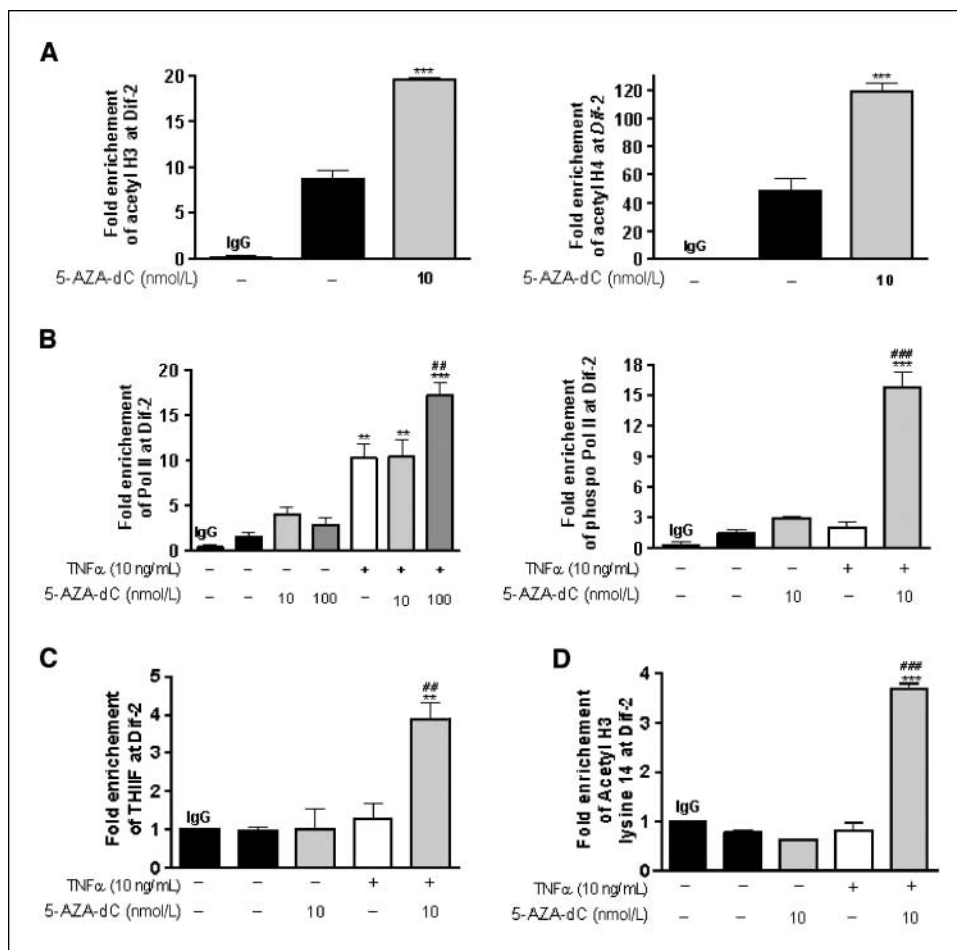 A
Fold enrichement
of acetyl H3 at Dif-2
20
15
10
5
0
IgG
***
5-AZA-dC (nmol/L)
–
–
10
Fold enrichement
of acetyl H4 at Dif-2
120
100
80
60
40
20
0
IgG
***
–
–
10
B
Fold enrichement
of Pol II at Dif-2
20
15
10
5
0
IgG
**
**
##
***
TNFα (10 ng/mL)
– – – – + + +
5-AZA-dC (nmol/L)
– – 10 100 – 10 100
Fold enrichement
of phospo Pol II at Dif-2
18
15
12
9
6
3
0
IgG
###
***
TNFα (10 ng/mL)
– – – + +
5-AZA-dC (nmol/L)
– – 10 – 10
C
Fold enrichement
of THIIF at Dif-2
5
4
3
2
1
0
IgG
##
**
TNFα (10 ng/mL)
– – – + +
5-AZA-dC (nmol/L)
– – 10 – 10
D
Fold enrichement
of Acetyl H3
lysine 14 at Dif-2
4
3
2
1
0
IgG
###
***
TNFα (10 ng/mL)
– – – + +
5-AZA-dC (nmol/L)
– – 10 – 10